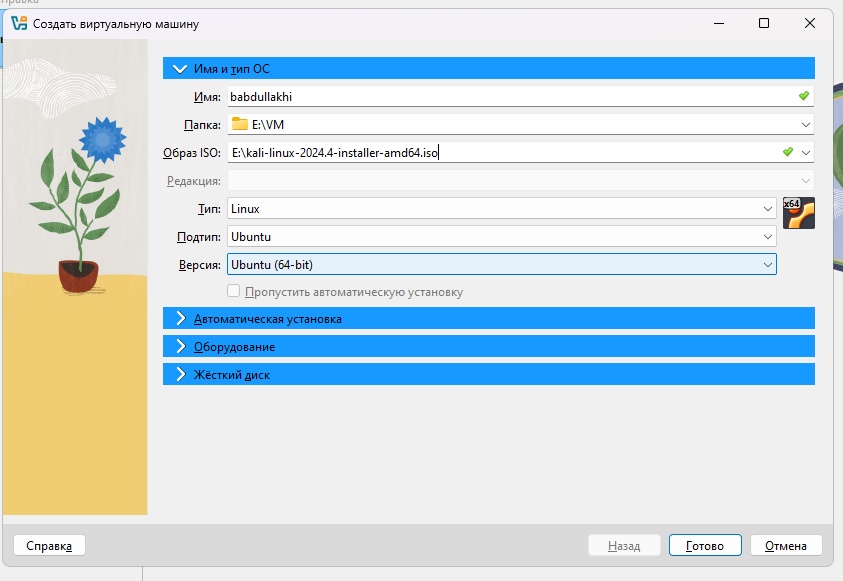 Создать виртуальную машину
Имя и тип ОС
Имя: babdullakhi
Папка: E:\VM
Образ ISO: E:\kali-linux-2024.4-installer-amd64.iso
Редакция:
Тип: Linux
x64
Подтип: Ubuntu
Версия: Ubuntu (64-bit)
Пропустить автоматическую установку
Автоматическая установка
Оборудование
Жёсткий диск
Справка
Назад
Готово
Отмена